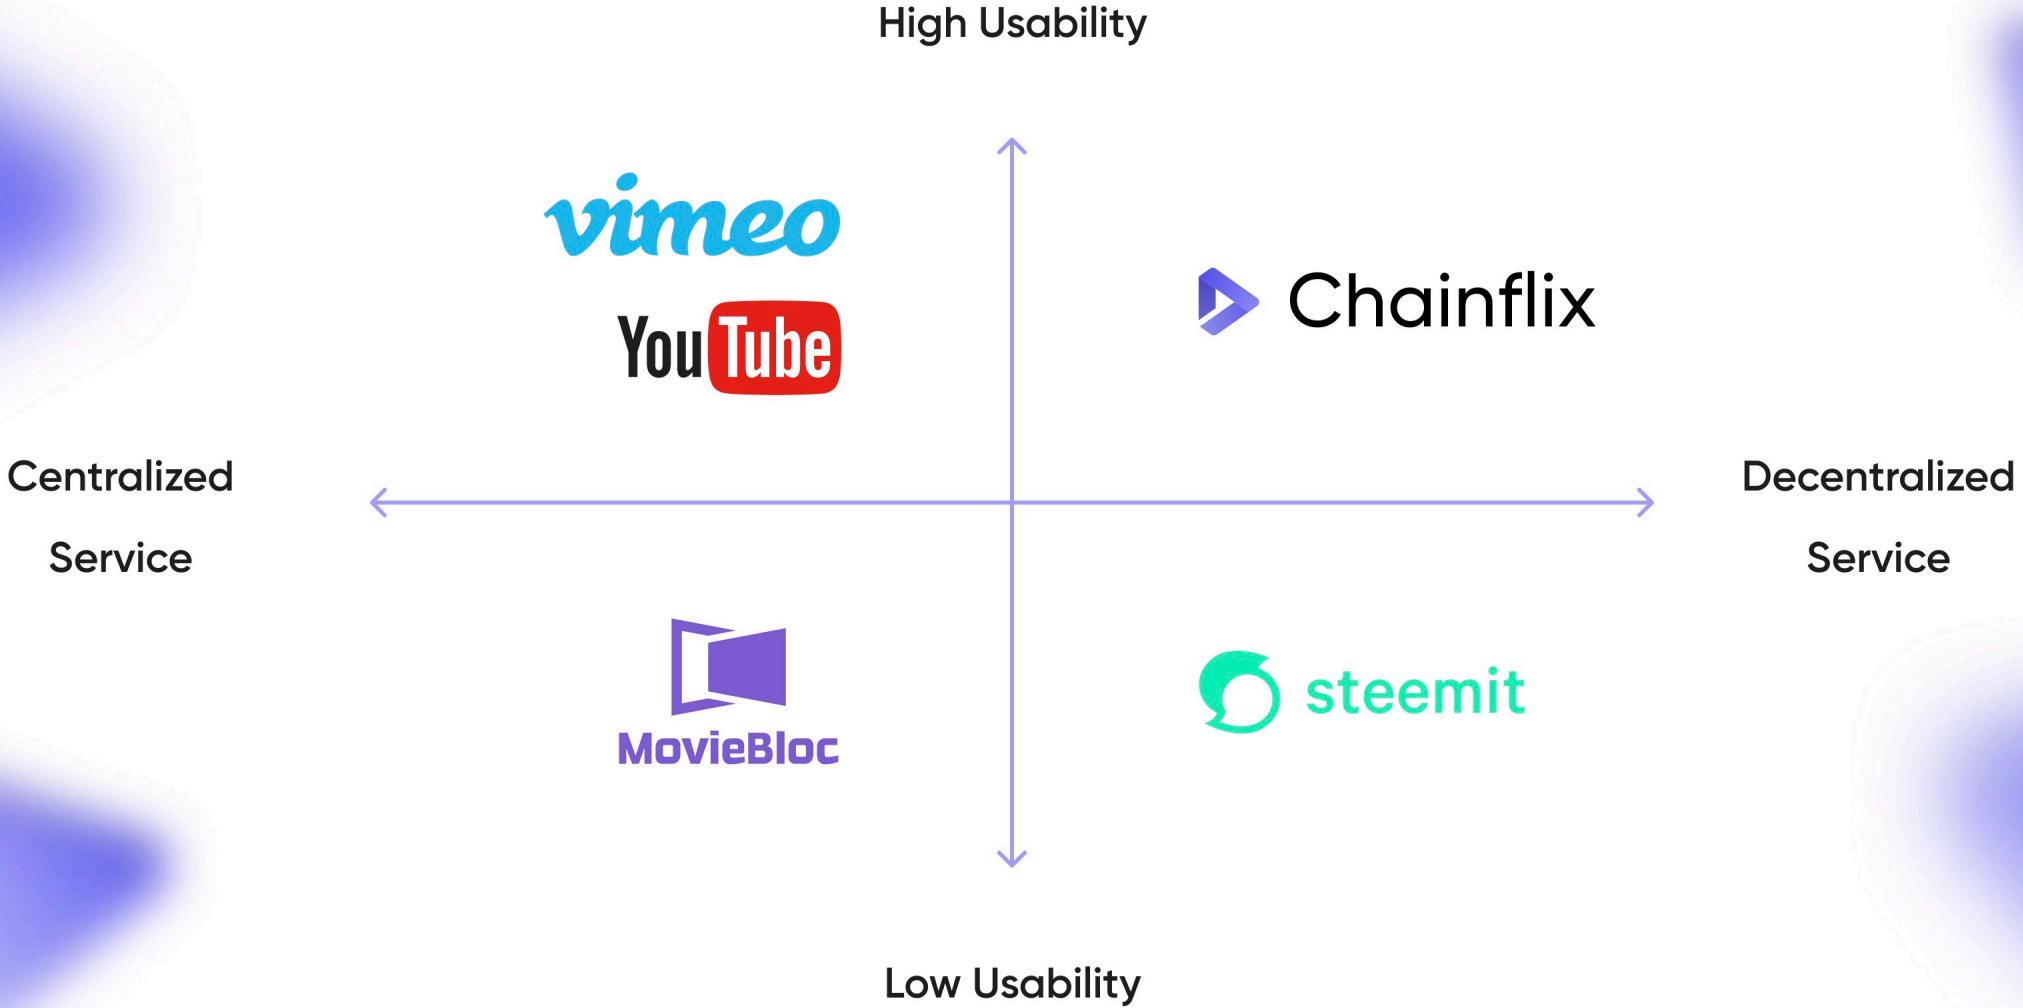 High Usability
vimeo
YouTube
Chainflix
Centralized
Service
Decentralized
Service
MovieBloc
steemit
Low Usability